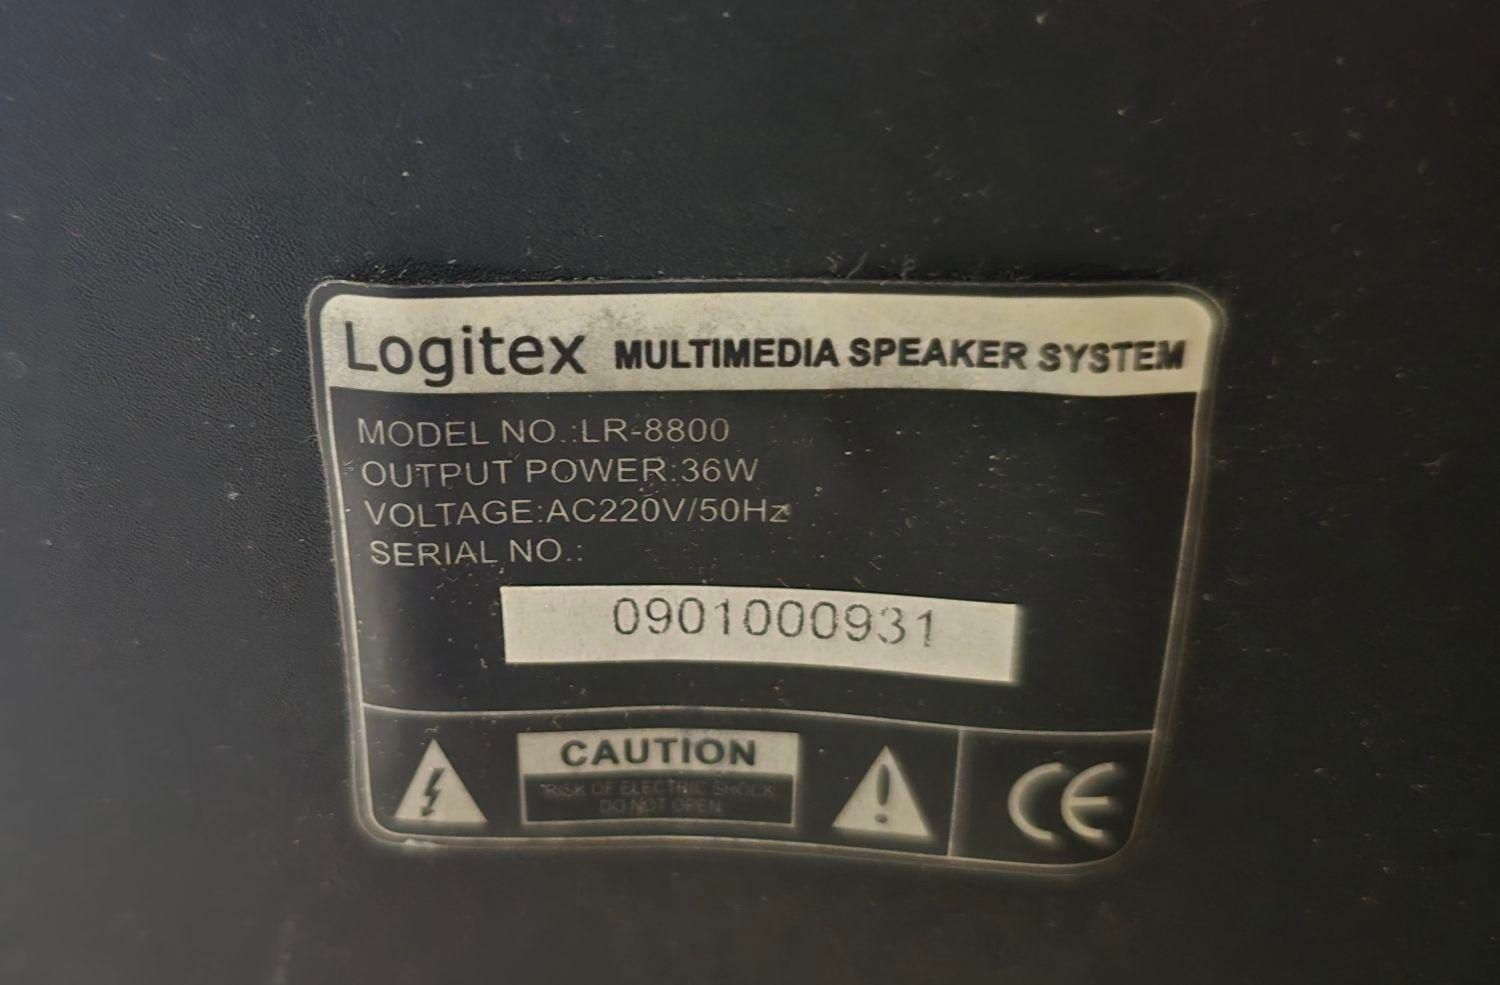 Logitex MULTIMEDIA SPEAKER SYSTEM
MODEL NO.:LR-8800
OUTPUT POWER:36W
VOLTAGE:AC220V/50Hz
SERIAL NO.:
0901000931
CAUTION
RISK OF ELECTRIC SHOCK
DO NOT OPEN
CE